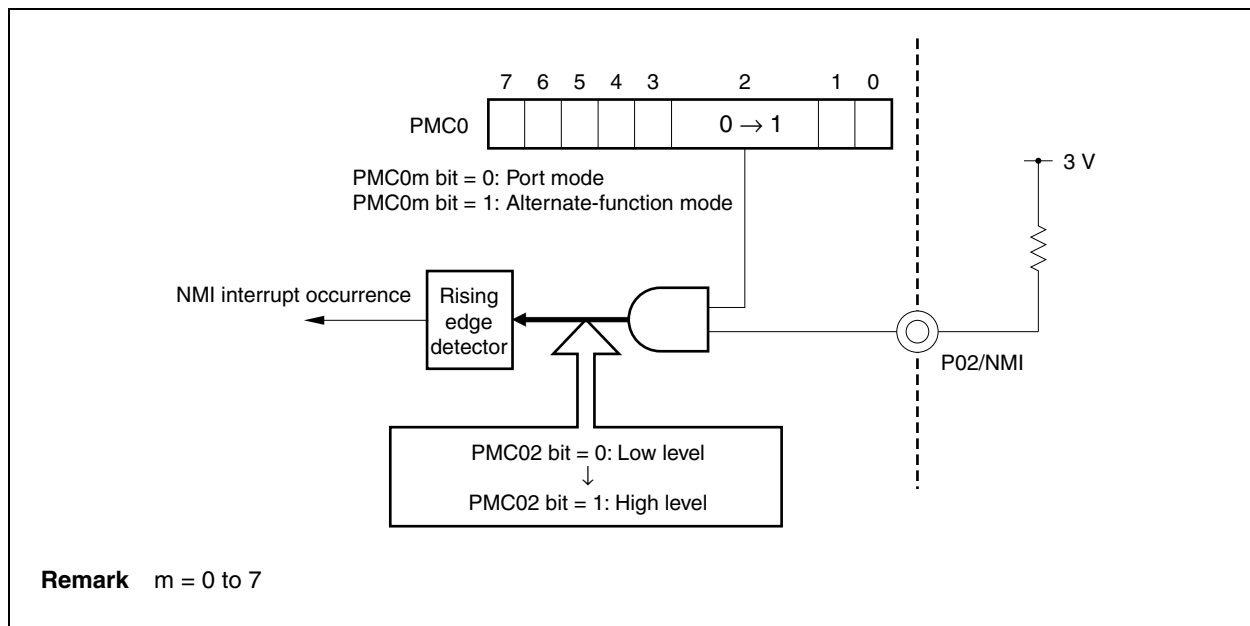 7 6 5 4 3 2 1 0
PMC0
0 → 1
3 V
PMC0m bit = 0: Port mode
PMC0m bit = 1: Alternate-function mode
NMI interrupt occurrence
Rising
edge
detector
P02/NMI
PMC02 bit = 0: Low level
↓
PMC02 bit = 1: High level
Remark m = 0 to 7